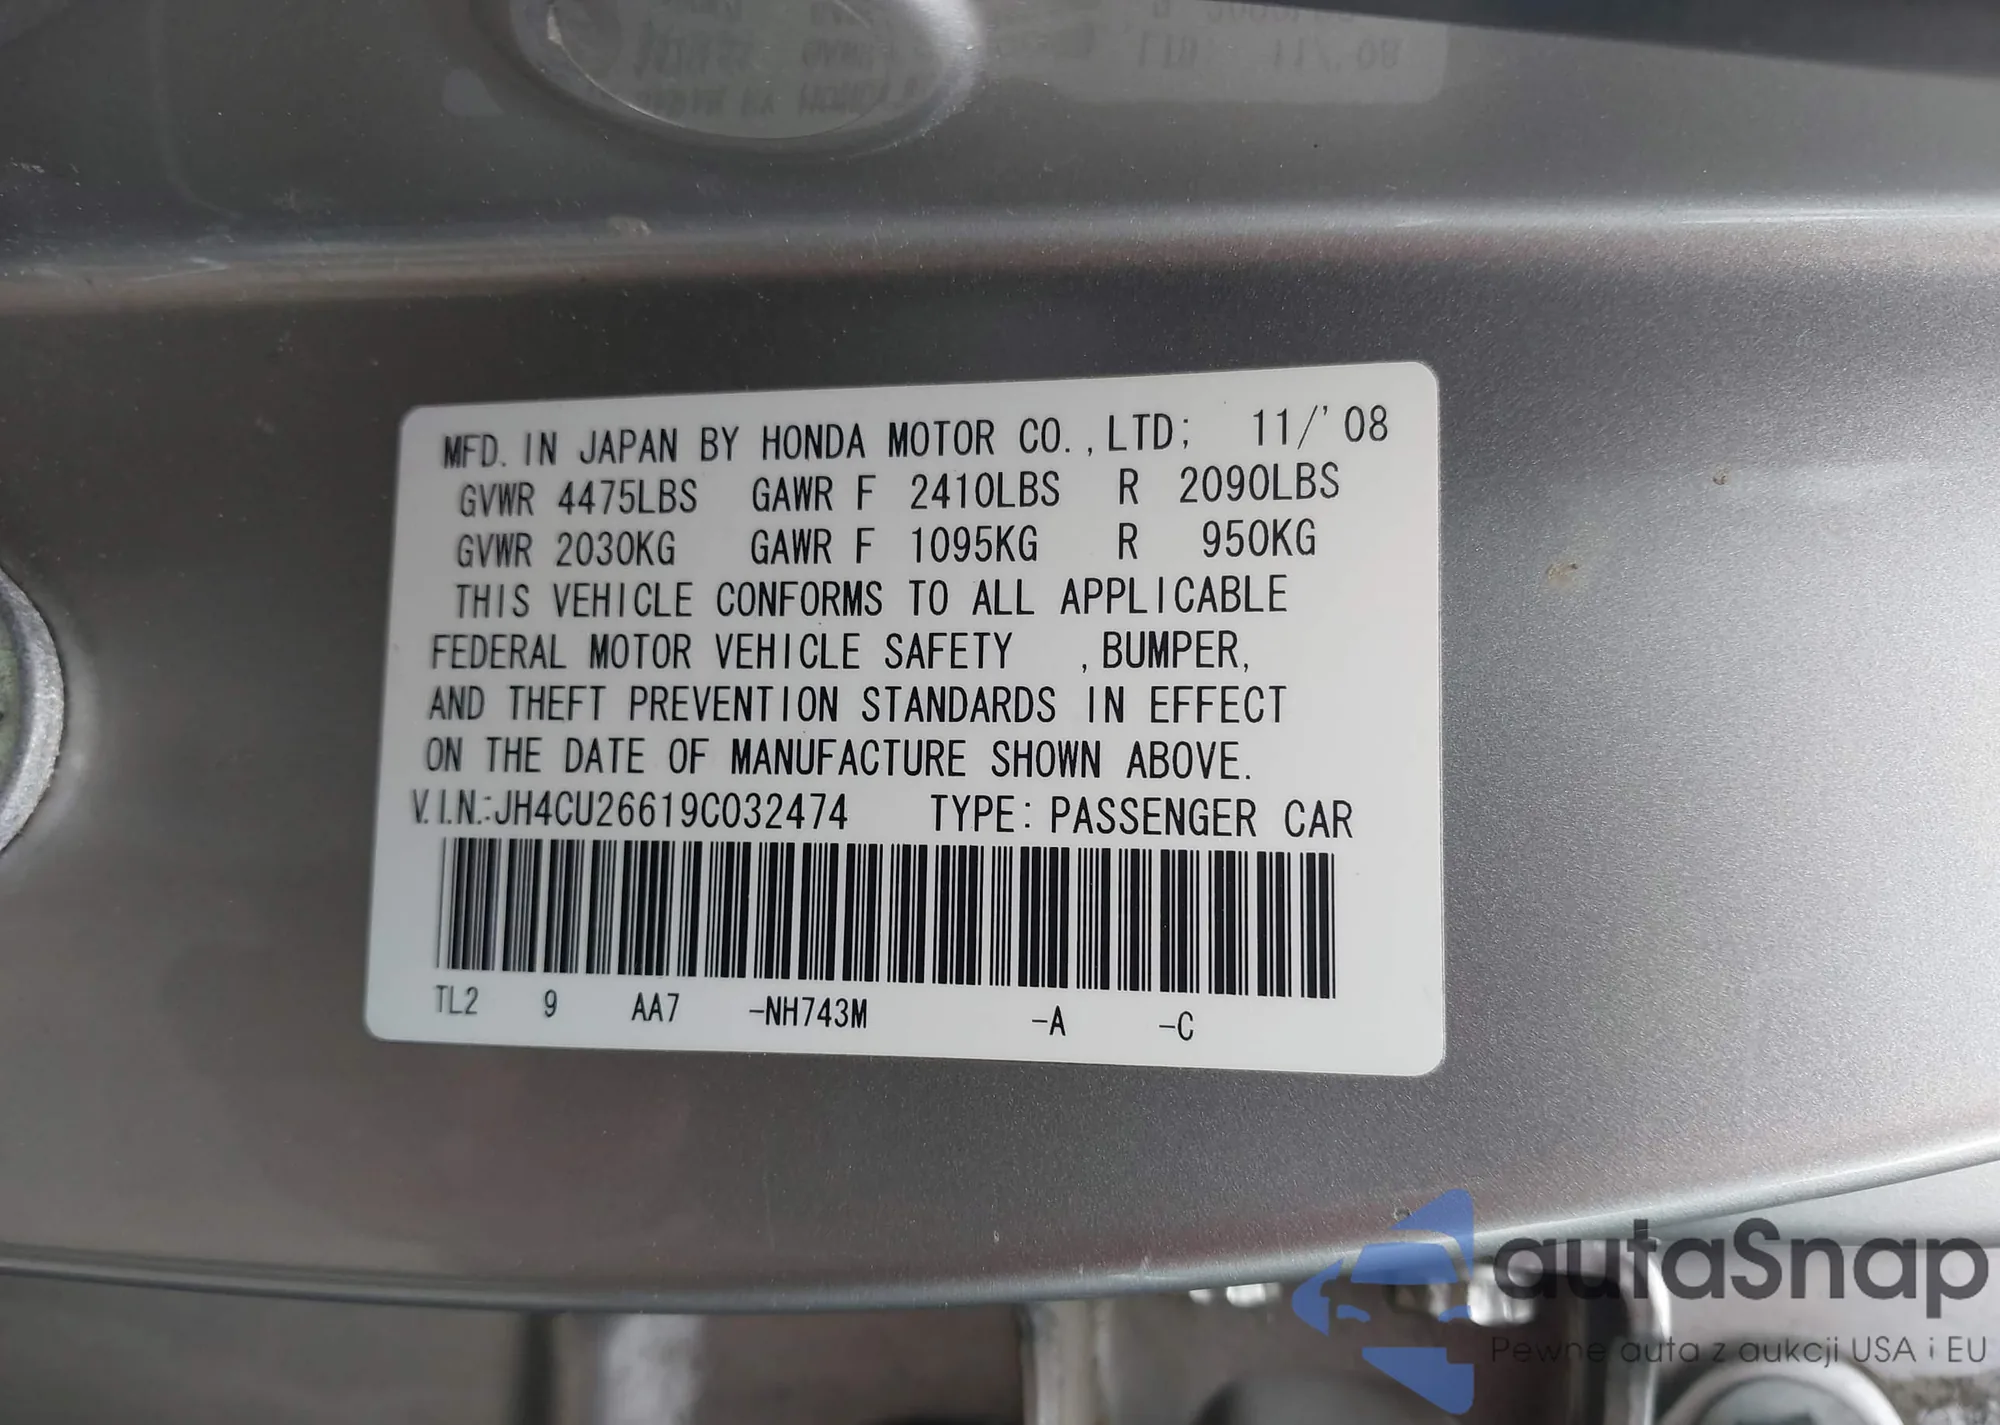 MFD. IN JAPAN BY HONDA MOTOR CO.,LTD; 11/'08
GVWR 4475LBS GAWR F 2410LBS R 2090LBS
GVWR 2030KG GAWR F 1095KG R 950KG
THIS VEHICLE CONFORMS TO ALL APPLICABLE
FEDERAL MOTOR VEHICLE SAFETY ,BUMPER,
AND THEFT PREVENTION STANDARDS IN EFFECT
ON THE DATE OF MANUFACTURE SHOWN ABOVE.
V.I.N.:JH4CU26619C032474 TYPE: PASSENGER CAR
TL2 9 AA7 -NH743M -A -C
autaSnap
Pewne auta z aukcji USA i EU